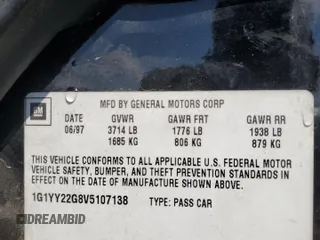 GM
MFD BY GENERAL MOTORS CORP
DATE GVWR GAWR FRT GAWR RR
06/97 3714 LB 1776 LB 1938 LB
1685 KG 806 KG 879 KG
THIS VEHICLE CONFORMS TO ALL APPLICABLE U.S. FEDERAL MOTOR
VEHICLE SAFETY, BUMPER, AND THEFT PREVENTION STANDARDS IN
EFFECT ON THE DATE OF MANUFACTURE SHOWN ABOVE.
1G1YY22G8V5107138 TYPE: PASS CAR